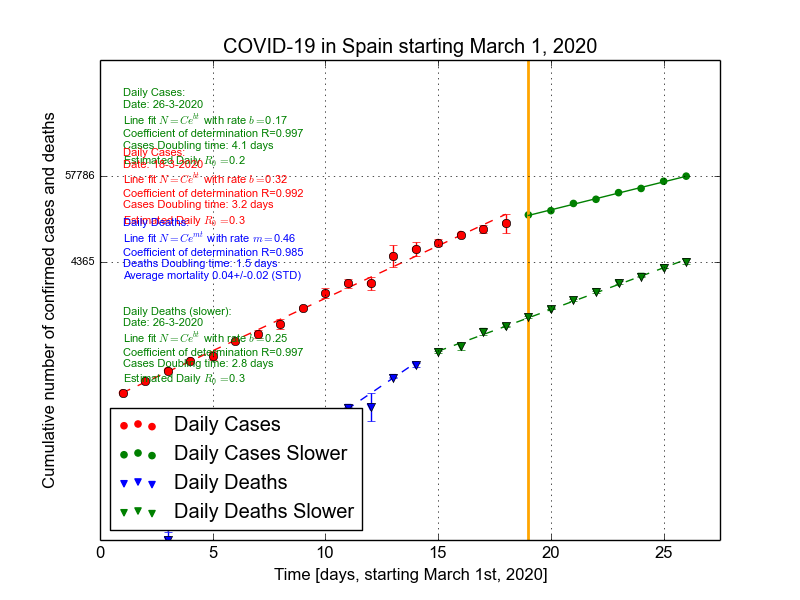 COVID-19 in Spain starting March 1, 2020
Daily Cases:
Date: 26-3-2020
Line fit N = Ce^{bt} with rate b = 0.17
Coefficient of determination R=0.997
Cases Doubling time: 4.1 days
Estimated Daily R_0 = 0.2
Daily Cases:
Date: 18-3-2020
Line fit N = Ce^{bt} with rate b = 0.32
Coefficient of determination R=0.992
Cases Doubling time: 3.2 days
Estimated Daily R_0 = 0.3
Daily Deaths:
Line fit N = Ce^{mt} with rate m = 0.46
Coefficient of determination R=0.985
Deaths Doubling time: 1.5 days
Average mortality 0.04+/-0.02 (STD)
Daily Deaths (slower):
Date: 26-3-2020
Line fit N = Ce^{bt} with rate b = 0.25
Coefficient of determination R=0.997
Cases Doubling time: 2.8 days
Estimated Daily R_0 = 0.3
57786
4365
Cumulative number of confirmed cases and deaths
Daily Cases
Daily Cases Slower
Daily Deaths
Daily Deaths Slower
0 5 10 15 20 25
Time [days, starting March 1st, 2020]